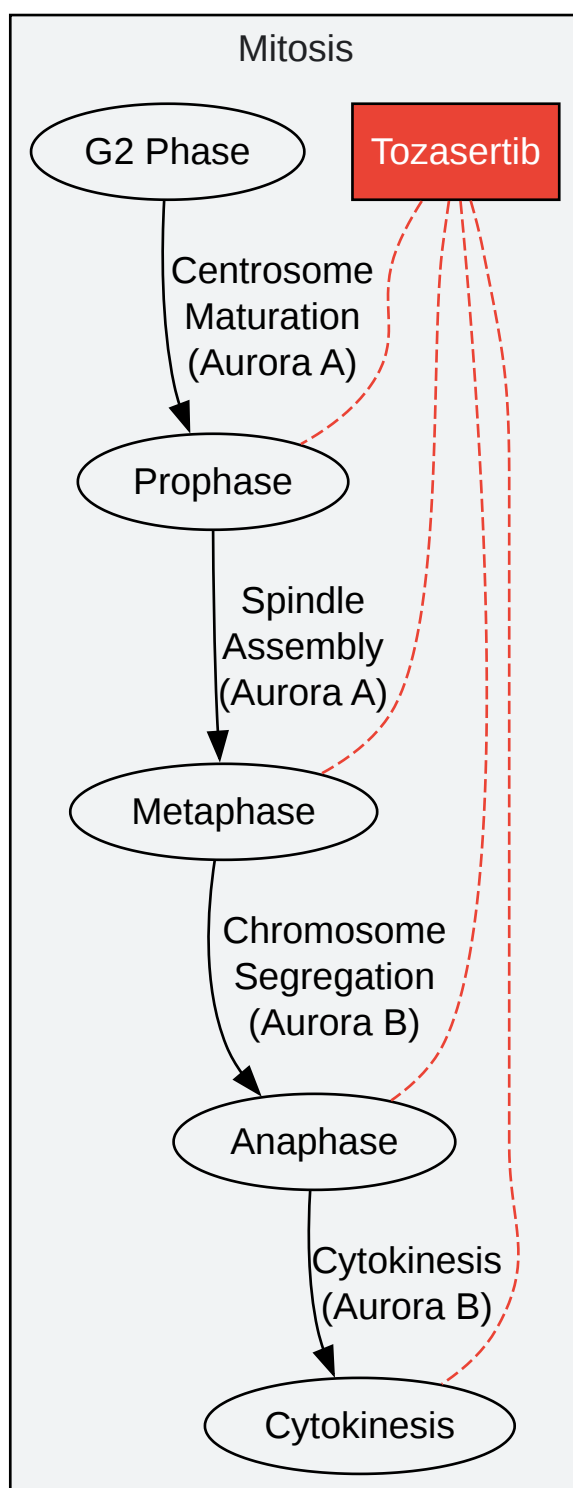 Mitosis
G2 Phase
Tozasertib
Centrosome
Maturation
(Aurora A)
Prophase
Spindle
Assembly
(Aurora A)
Metaphase
Chromosome
Segregation
(Aurora B)
Anaphase
Cytokinesis
(Aurora B)
Cytokinesis